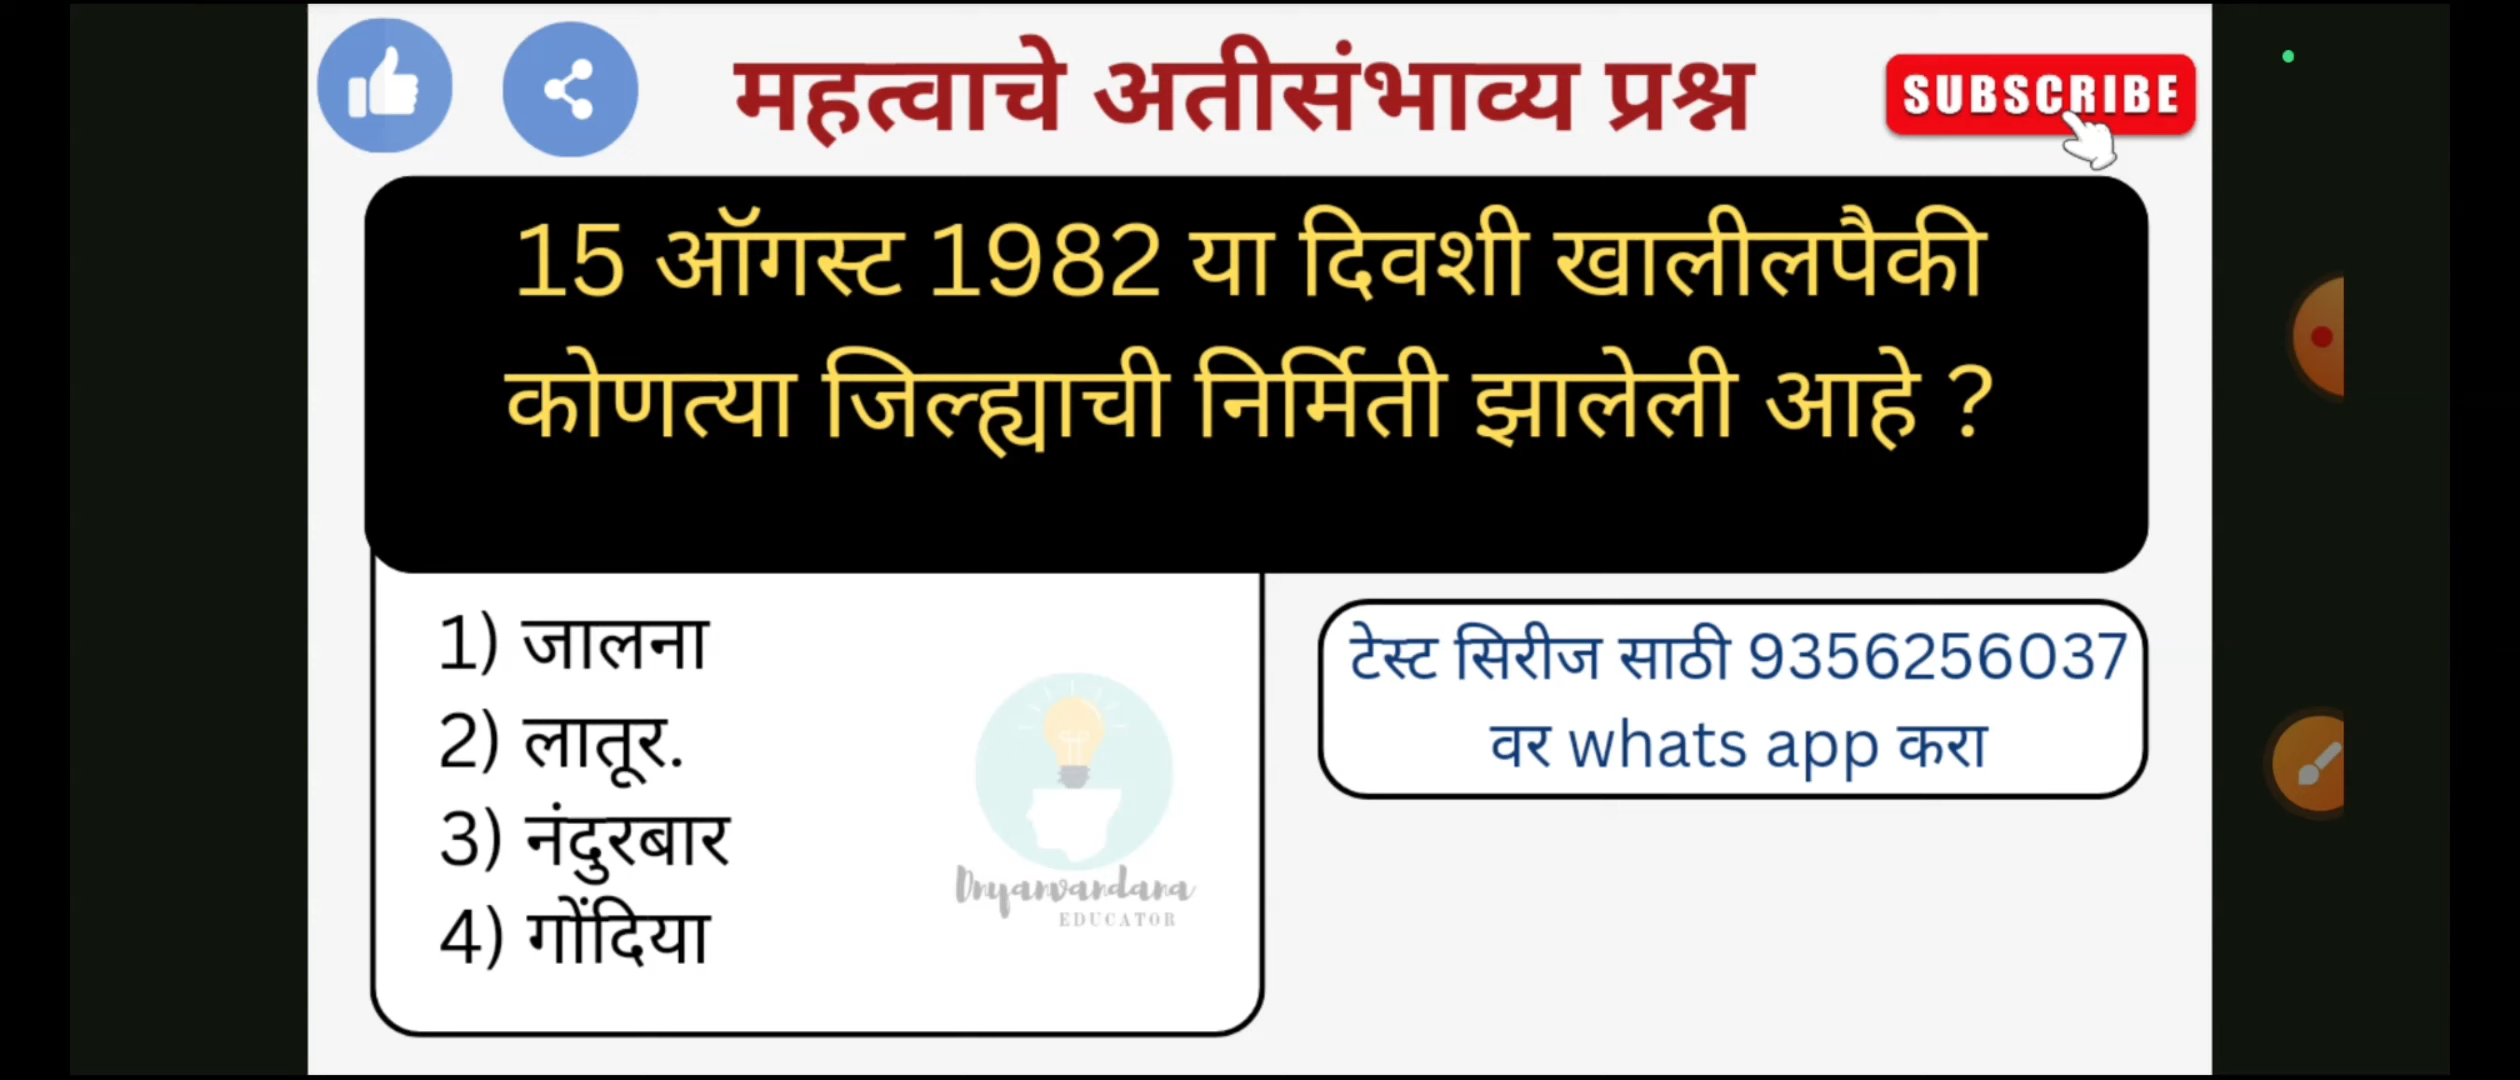 महत्वाचे अतीसंभाव्य प्रश्न
SUBSCRIBE
15 ऑगस्ट 1982 या दिवशी खालीलपैकी
कोणत्या जिल्ह्याची निर्मिती झालेली आहे ?
1) जालना
2) लातूर.
3) नंदुरबार
4) गोंदिया
Dnyanvandana
EDUCATOR
टेस्ट सिरीज साठी 9356256037
वर whats app करा